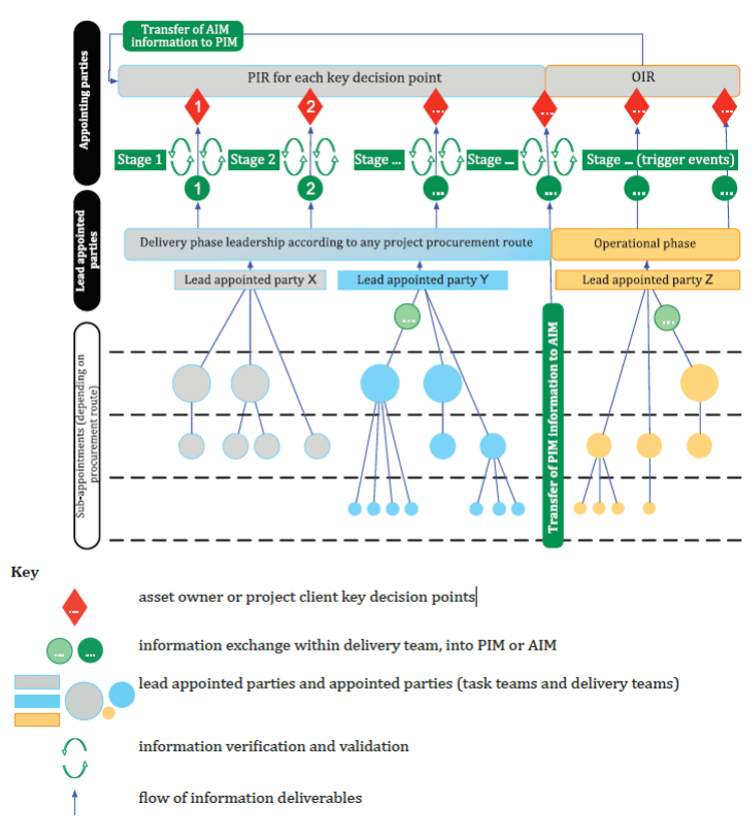 Transfer of AIM
information to PIM
Appointing parties
PIR for each key decision point
OIR
1
2
...
...
...
...
Stage 1
Stage 2
Stage ...
Stage ...
Stage ... (trigger events)
1
2
...
...
...
...
Lead appointed
parties
Delivery phase leadership according to any project procurement route
Operational phase
Lead appointed party X
Lead appointed party Y
Lead appointed party Z
...
...
Sub-appointments (depending on
procurement route)
Transfer of PIM information to AIM
Key
...
asset owner or project client key decision points
... ...
information exchange within delivery team, into PIM or AIM
lead appointed parties and appointed parties (task teams and delivery teams)
information verification and validation
flow of information deliverables